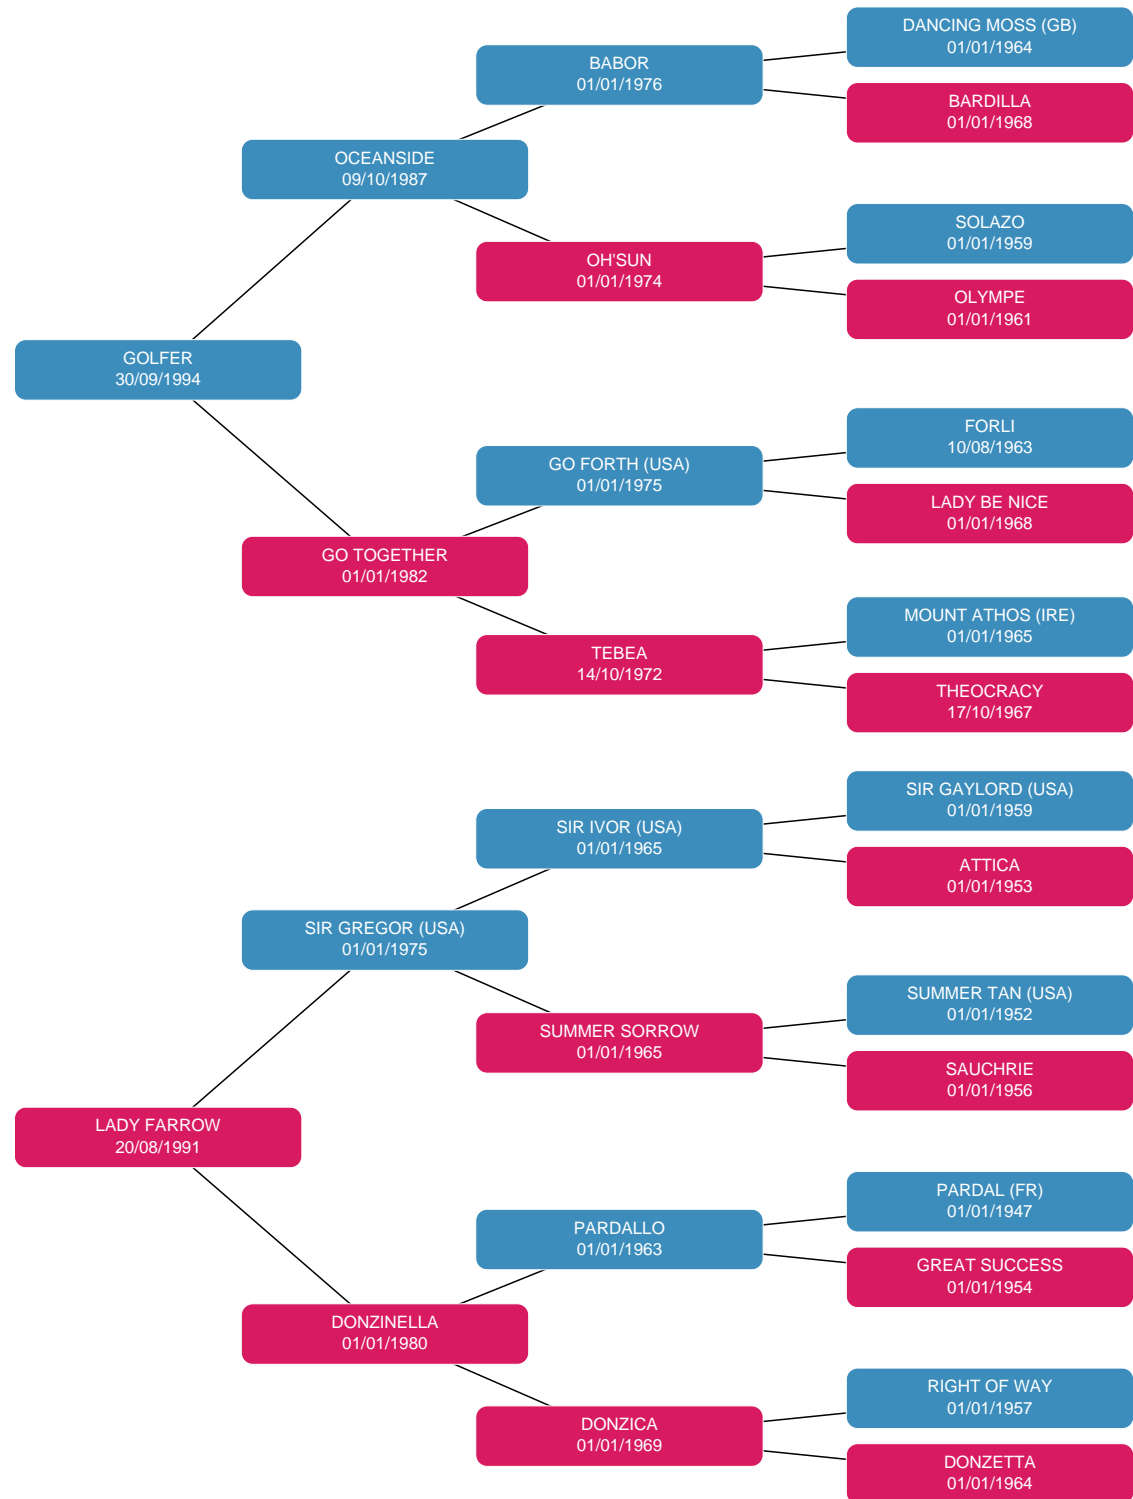 DANCING MOSS (GB)
01/01/1964
BABOR
01/01/1976
BARDILLA
01/01/1968
OCEANSIDE
09/10/1987
SOLAZO
01/01/1959
OH'SUN
01/01/1974
OLYMPE
01/01/1961
GOLFER
30/09/1994
FORLI
10/08/1963
GO FORTH (USA)
01/01/1975
LADY BE NICE
01/01/1968
GO TOGETHER
01/01/1982
MOUNT ATHOS (IRE)
01/01/1965
TEBEA
14/10/1972
THEOCRACY
17/10/1967
SIR GAYLORD (USA)
01/01/1959
SIR IVOR (USA)
01/01/1965
ATTICA
01/01/1953
SIR GREGOR (USA)
01/01/1975
SUMMER TAN (USA)
01/01/1952
SUMMER SORROW
01/01/1965
SAUCHRIE
01/01/1956
LADY FARROW
20/08/1991
PARDAL (FR)
01/01/1947
PARDALLO
01/01/1963
GREAT SUCCESS
01/01/1954
DONZINELLA
01/01/1980
RIGHT OF WAY
01/01/1957
DONZICA
01/01/1969
DONZETTA
01/01/1964